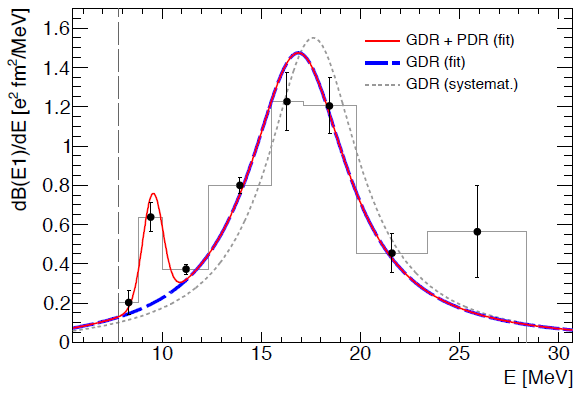 dB(E1)/dE [e² fm²/MeV]
1.6
1.4
1.2
1
0.8
0.6
0.4
0.2
0
GDR + PDR (fit)
GDR (fit)
GDR (systemat.)
10 15 20 25 30
E [MeV]